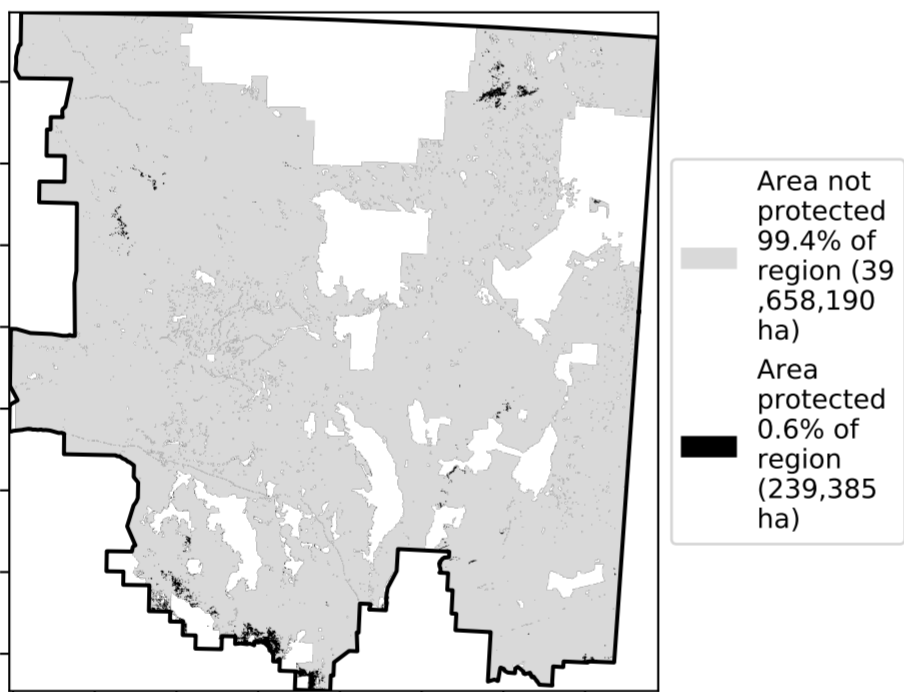 Area not
protected
99.4% of
region (39
,658,190
ha)
Area
protected
0.6% of
region
(239,385
ha)